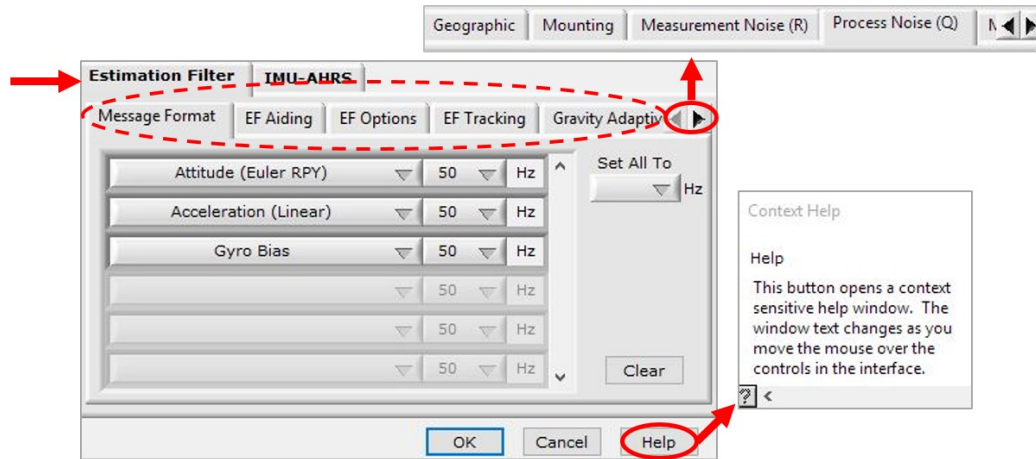 Geographic Mounting Measurement Noise (R) Process Noise (Q)
Estimation Filter IMU-AHRS
Message Format EF Aiding EF Options EF Tracking Gravity Adaptiv
Attitude (Euler RPY) 50 Hz
Acceleration (Linear) 50 Hz
Gyro Bias 50 Hz
50 Hz
50 Hz
50 Hz
Set All To
Hz
Clear
OK Cancel Help
Context Help
Help
This button opens a context
sensitive help window. The
window text changes as you
move the mouse over the
controls in the interface.
?